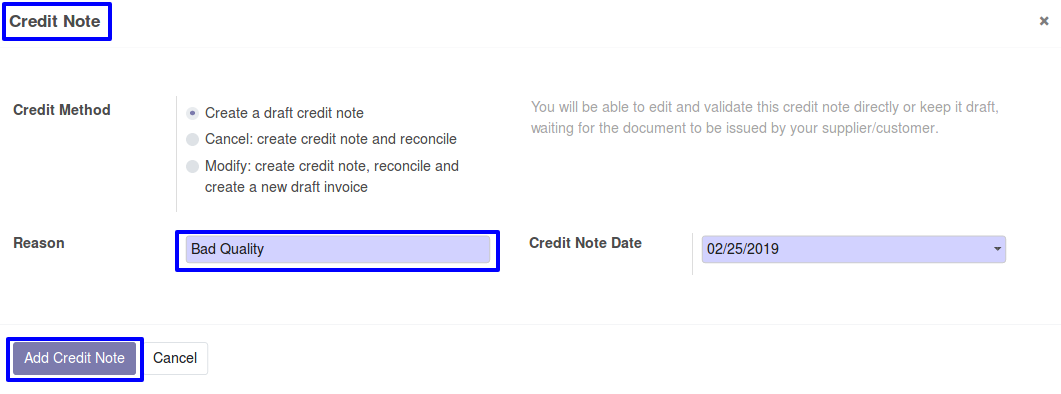 Credit Note
Credit Method
Create a draft credit note
Cancel: create credit note and reconcile
Modify: create credit note, reconcile and
create a new draft invoice
You will be able to edit and validate this credit note directly or keep it draft,
waiting for the document to be issued by your supplier/customer.
Reason
Bad Quality
Credit Note Date
02/25/2019
Add Credit Note
Cancel